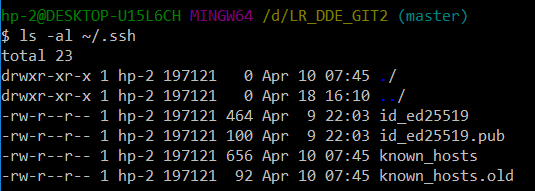 hp-2@DESKTOP-U15L6CH MINGW64 /d/LR_DDE_GIT2 (master)
$ ls -al ~/.ssh
total 23
drwxr-xr-x 1 hp-2 197121   0 Apr 10 07:45 ./
drwxr-xr-x 1 hp-2 197121   0 Apr 18 16:10 ../
-rw-r--r-- 1 hp-2 197121 464 Apr  9 22:03 id_ed25519
-rw-r--r-- 1 hp-2 197121 100 Apr  9 22:03 id_ed25519.pub
-rw-r--r-- 1 hp-2 197121 656 Apr 10 07:45 known_hosts
-rw-r--r-- 1 hp-2 197121  92 Apr 10 07:45 known_hosts.old